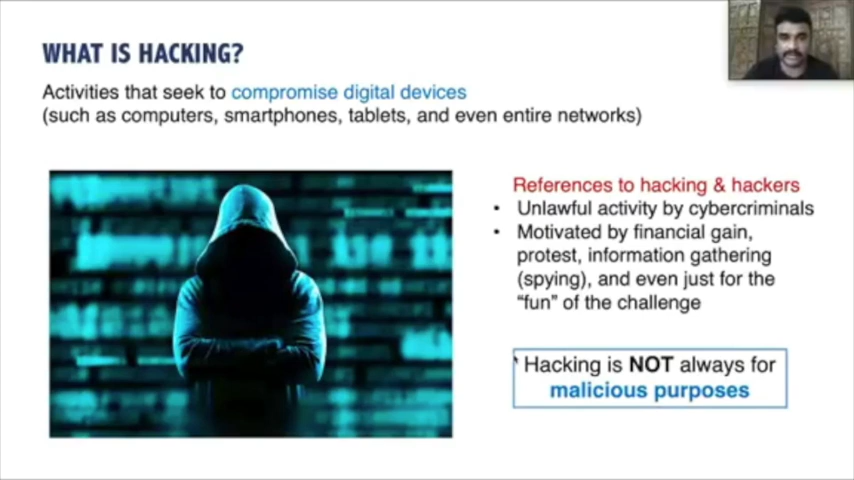 WHAT IS HACKING?
Activities that seek to compromise digital devices
(such as computers, smartphones, tablets, and even entire networks)
References to hacking & hackers
• Unlawful activity by cybercriminals
• Motivated by financial gain,
protest, information gathering
(spying), and even just for the
“fun” of the challenge
Hacking is NOT always for
malicious purposes